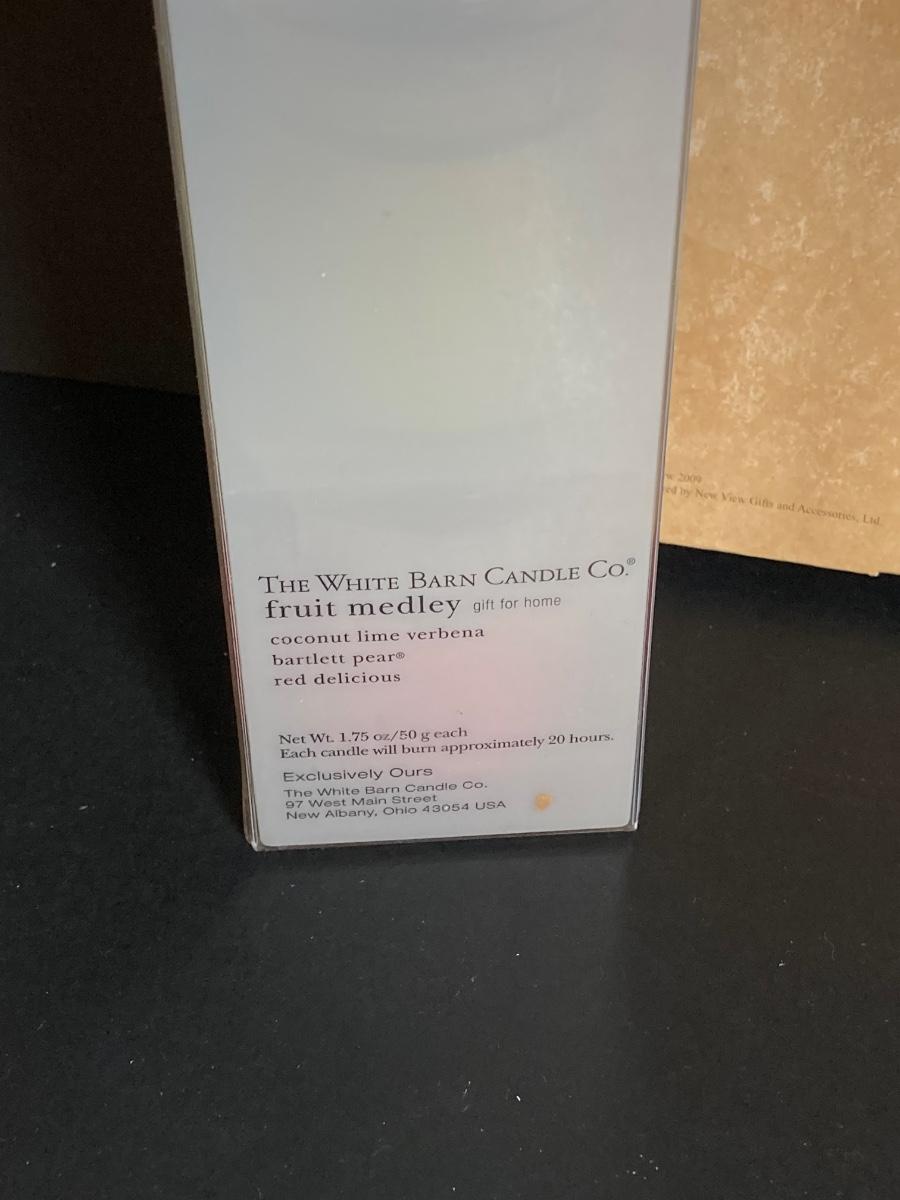 THE WHITE BARN CANDLE CO.®
fruit medley gift for home
coconut lime verbena
bartlett pear®
red delicious
Net Wt. 1.75 oz/50 g each
Each candle will burn approximately 20 hours.
Exclusively Ours
The White Barn Candle Co.
97 West Main Street
New Albany, Ohio 43054 USA
2009
by New View Gifts and Accessories, Ltd.